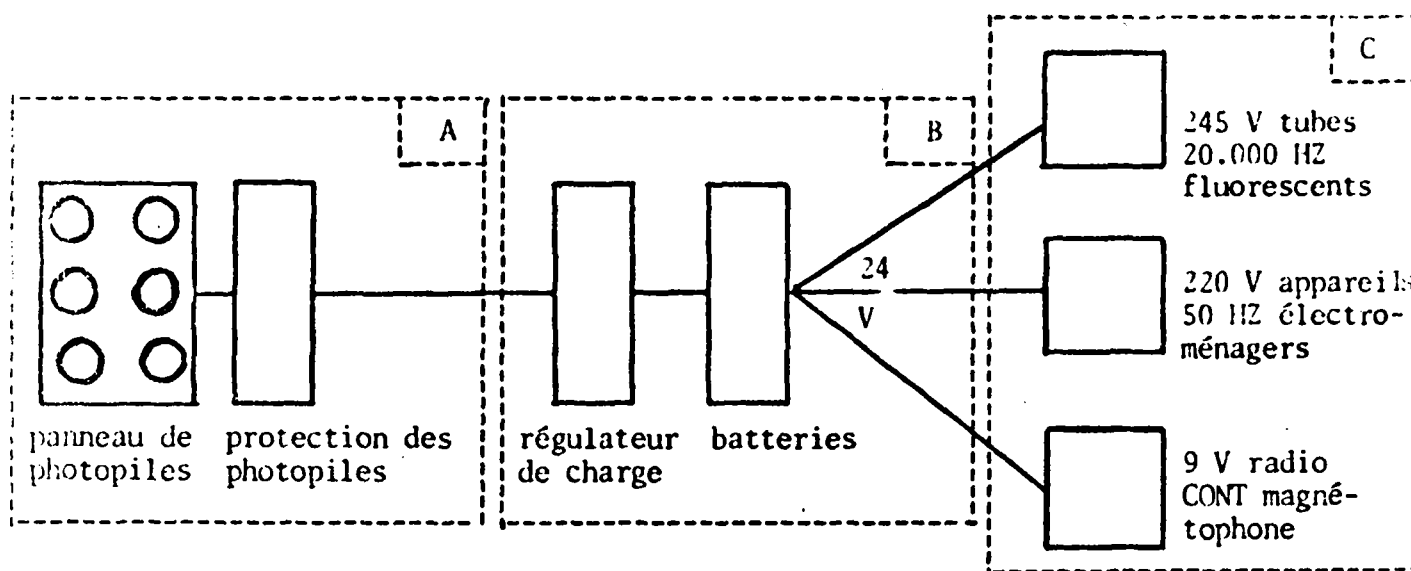 A
panneau de
photopiles
protection des
photopiles
B
régulateur
de charge
batteries
24
V
C
245 V tubes
20.000 HZ
fluorescents
220 V appareils
50 HZ électro-
ménagers
9 V radio
CONT magné-
tophone